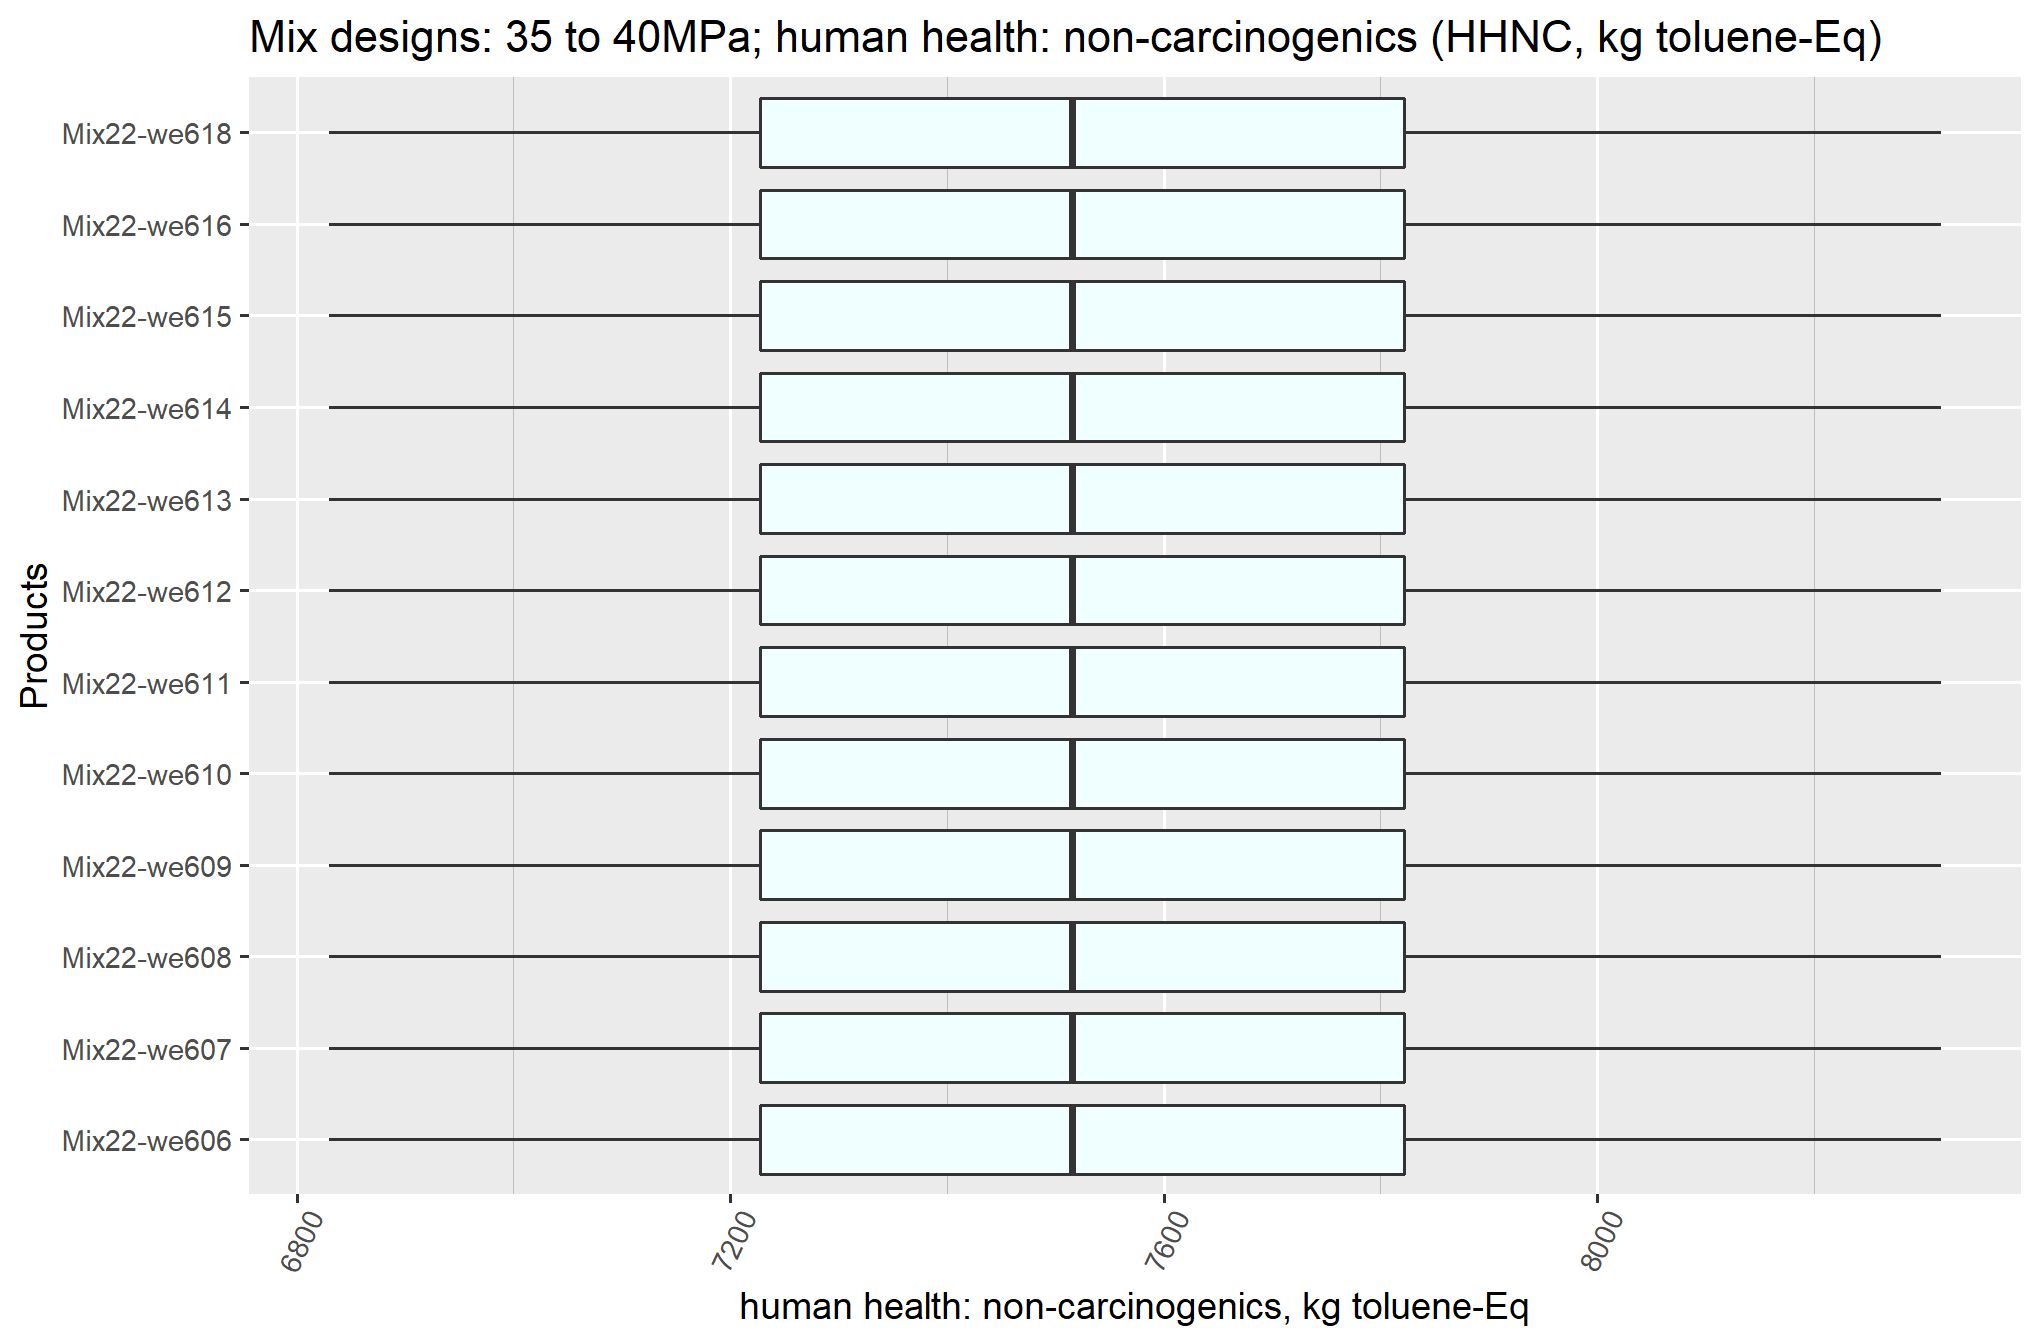 Mix designs: 35 to 40MPa; human health: non-carcinogenics (HHNC, kg toluene-Eq)
Products
Mix22-we618
Mix22-we616
Mix22-we615
Mix22-we614
Mix22-we613
Mix22-we612
Mix22-we611
Mix22-we610
Mix22-we609
Mix22-we608
Mix22-we607
Mix22-we606
6800 7200 7600 8000
human health: non-carcinogenics, kg toluene-Eq